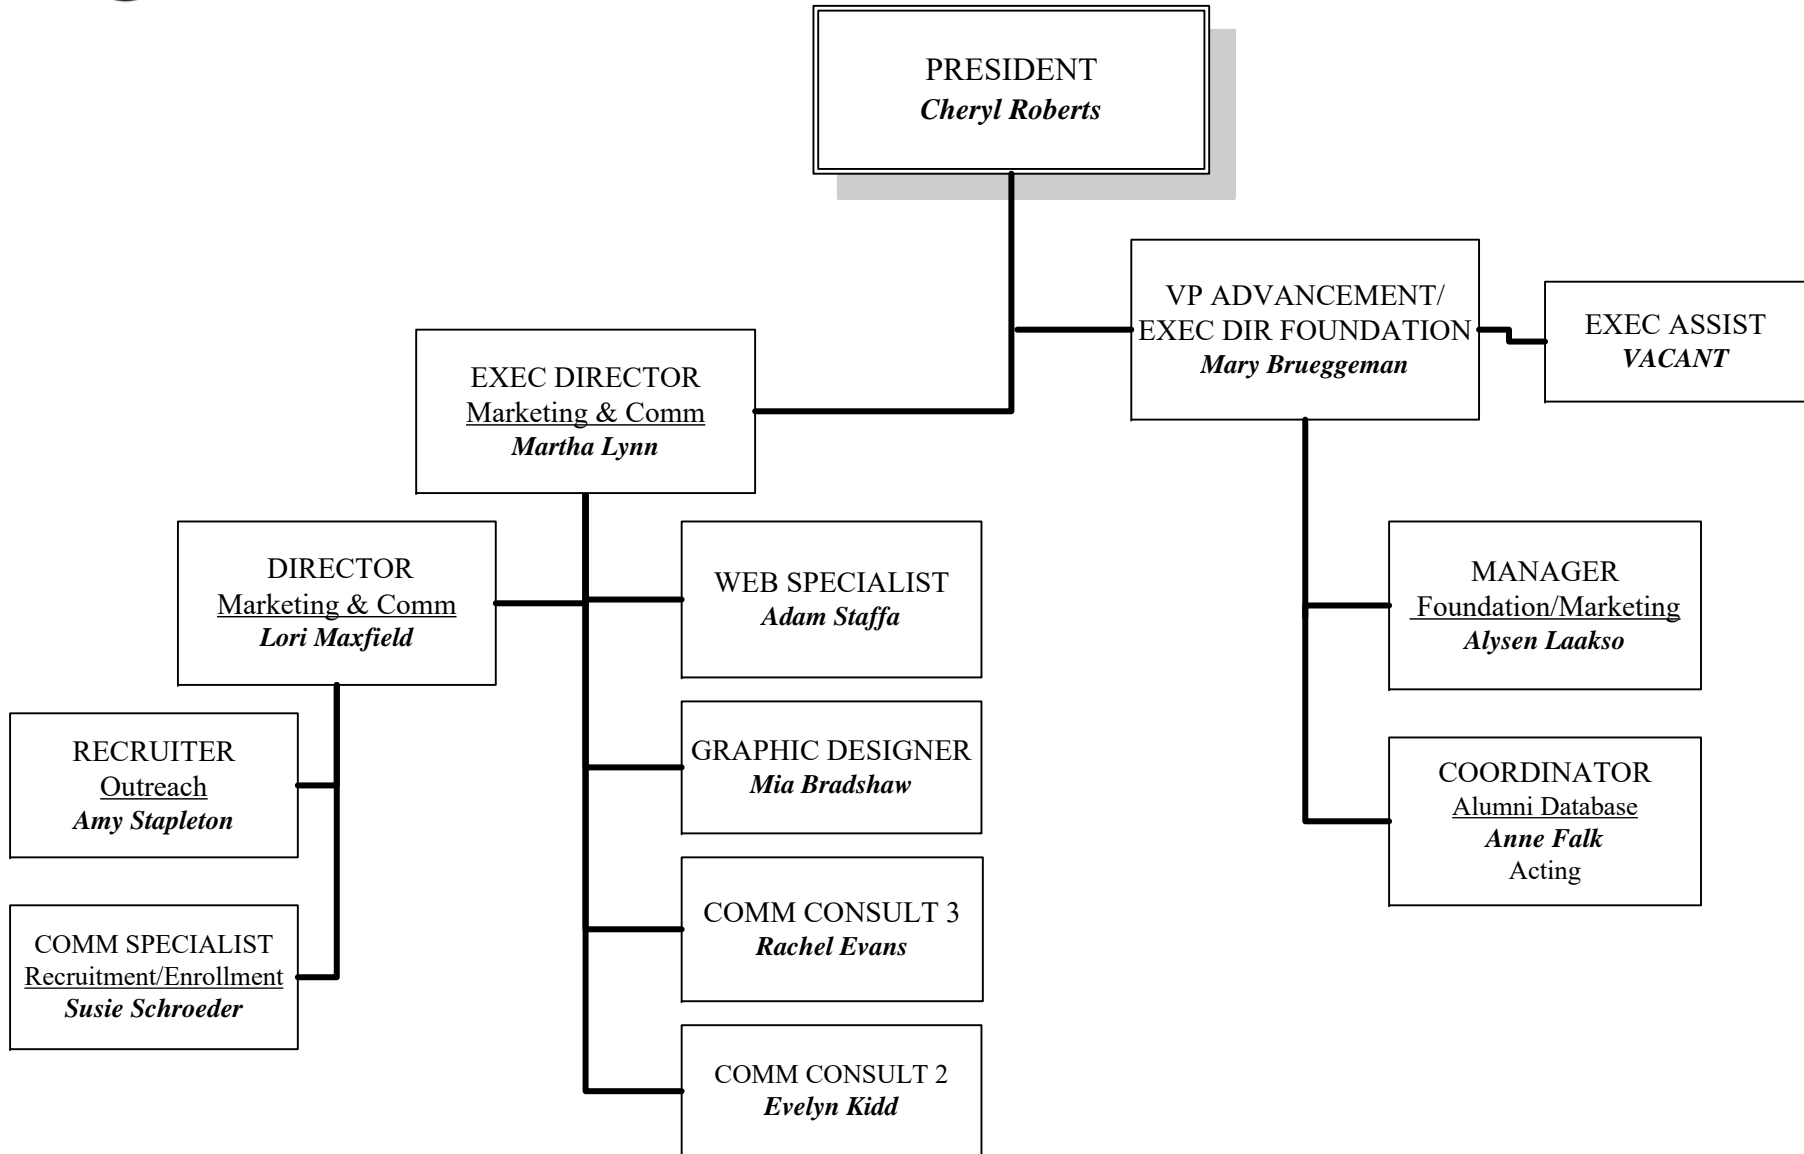 PRESIDENT
Cheryl Roberts
VP ADVANCEMENT/
EXEC DIR FOUNDATION
Mary Brueggeman
EXEC ASSIST
VACANT
EXEC DIRECTOR
Marketing & Comm
Martha Lynn
DIRECTOR
Marketing & Comm
Lori Maxfield
WEB SPECIALIST
Adam Staffa
MANAGER
Foundation/Marketing
Alysen Laakso
RECRUITER
Outreach
Amy Stapleton
GRAPHIC DESIGNER
Mia Bradshaw
COORDINATOR
Alumni Database
Anne Falk
Acting
COMM SPECIALIST
Recruitment/Enrollment
Susie Schroeder
COMM CONSULT 3
Rachel Evans
COMM CONSULT 2
Evelyn Kidd